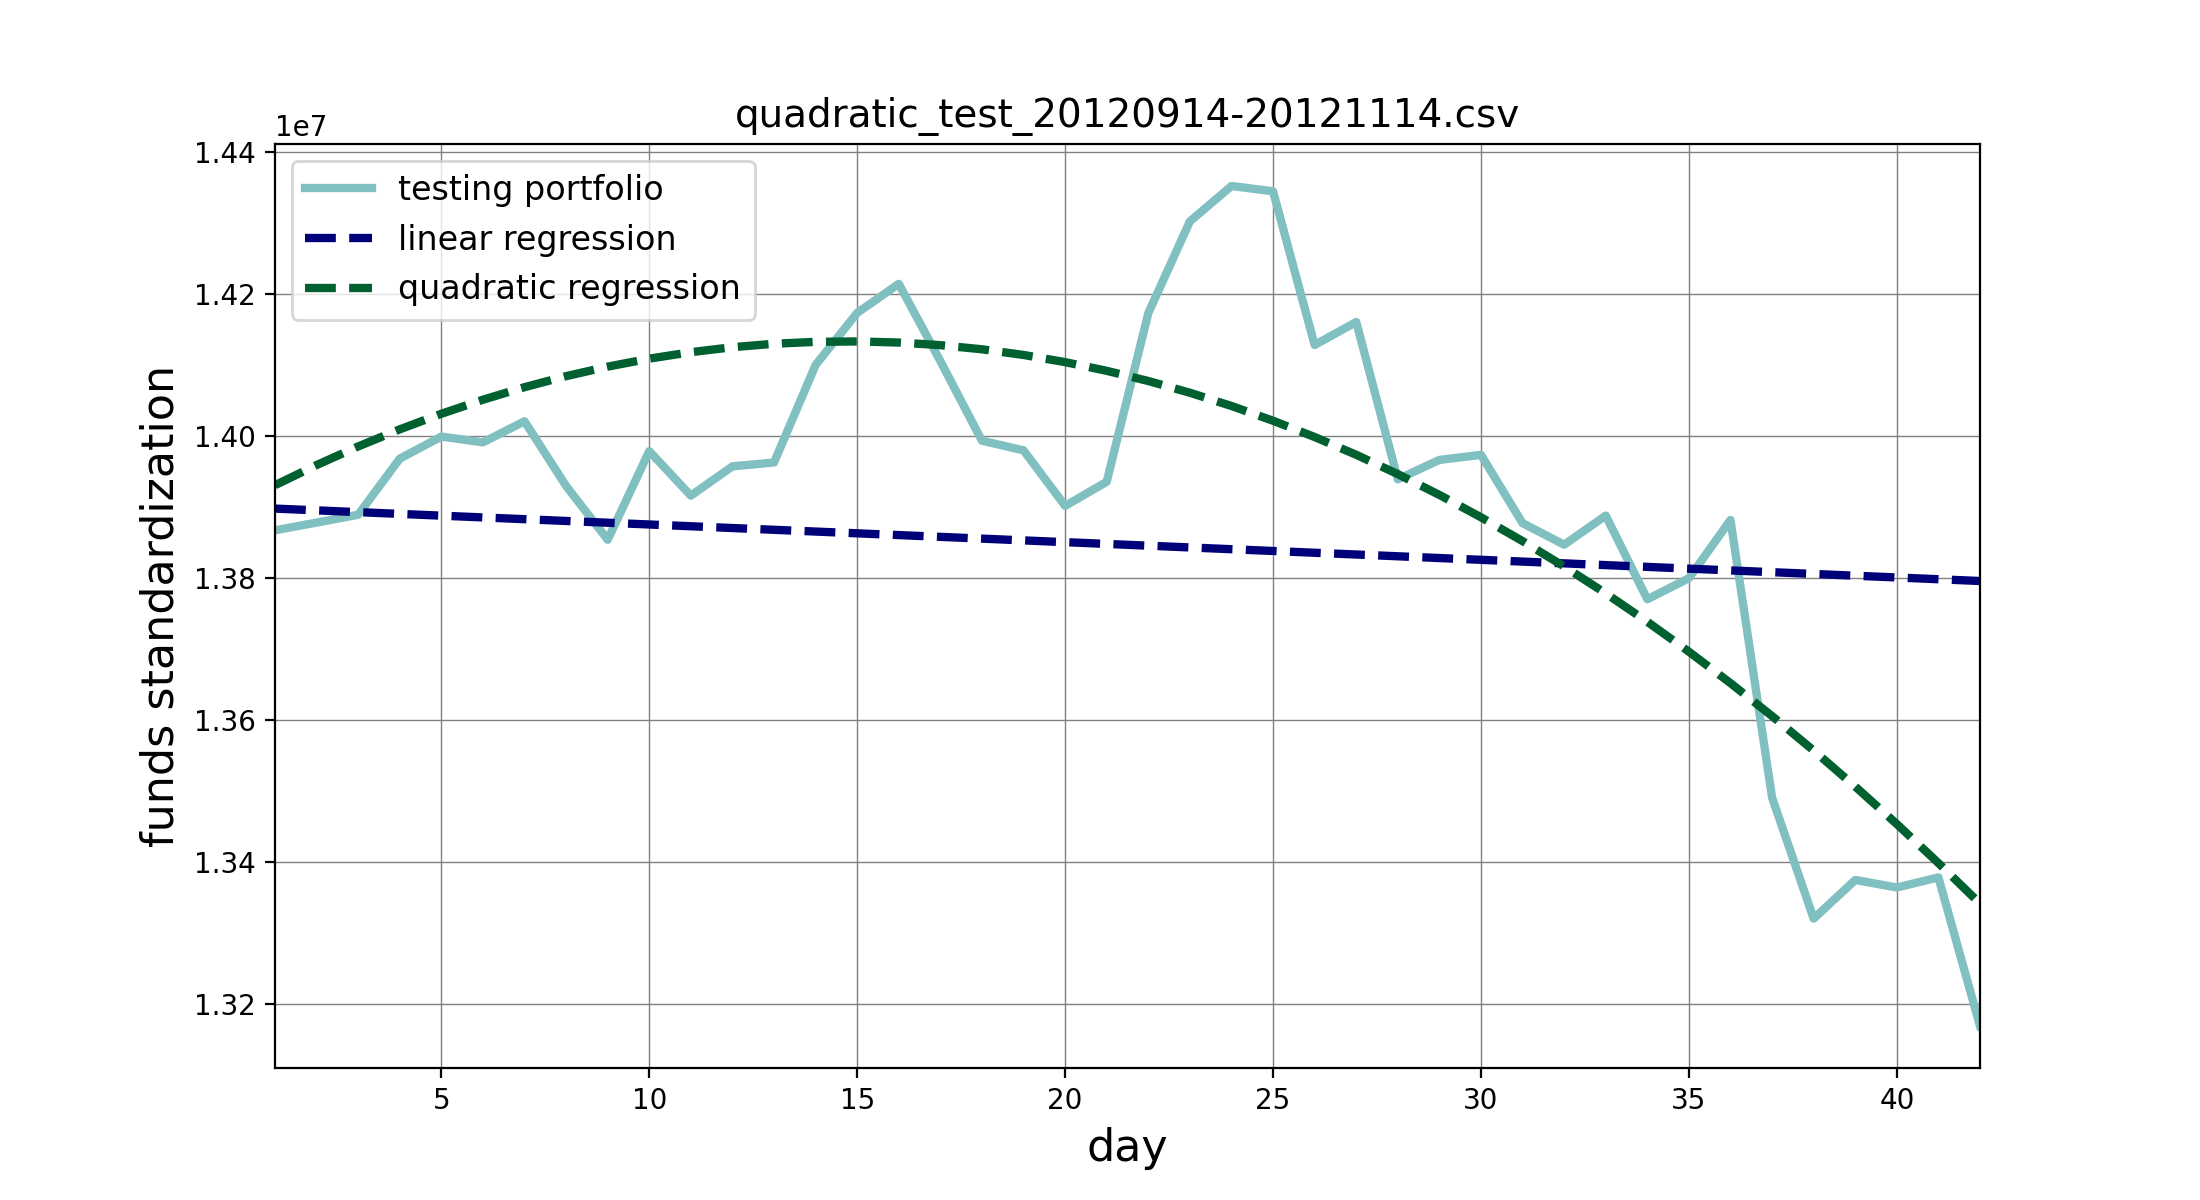 quadratic_test_20120914-20121114.csv
1e7
1.44
1.42
1.40
1.38
1.36
1.34
1.32
funds standardization
testing portfolio
linear regression
quadratic regression
5 10 15 20 25 30 35 40
day